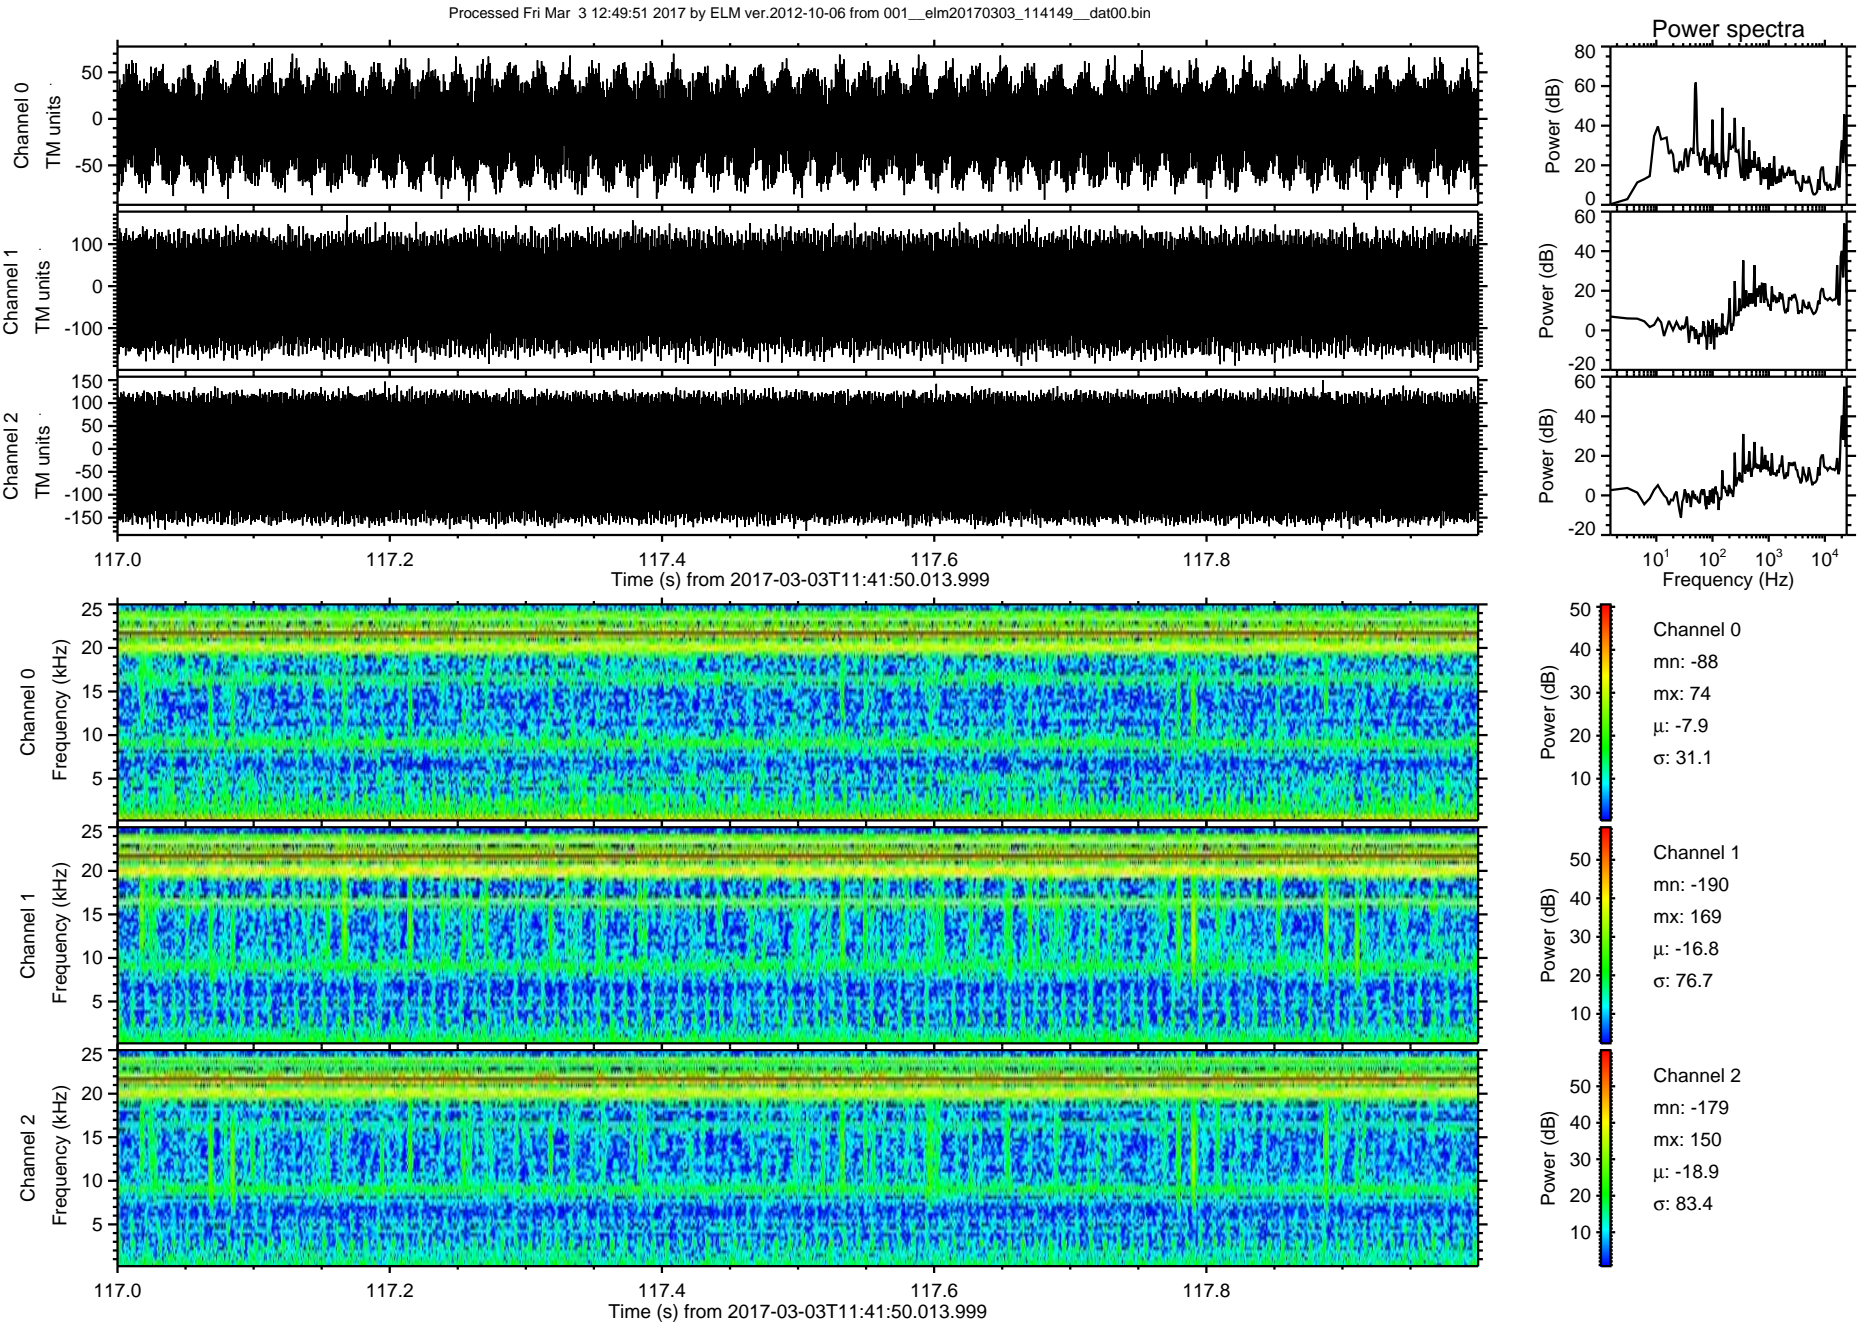 Processed Fri Mar  3 12:49:51 2017 by ELM ver.2012-10-06 from 001__elm20170303_114149__dat00.bin
Power spectra
Channel 0
TM units
50
0
-50
Power (dB)
80
60
40
20
0
Channel 1
TM units
100
0
-100
Power (dB)
60
40
20
0
-20
Channel 2
TM units
150
100
50
0
-50
-100
-150
Power (dB)
60
40
20
0
-20
117.0 117.2 117.4 117.6 117.8
Time (s) from 2017-03-03T11:41:50.013.999
10^1 10^2 10^3 10^4
Frequency (Hz)
Channel 0
Frequency (kHz)
25
20
15
10
5
Power (dB)
50
40
30
20
10
Channel 0
mn: -88
mx: 74
μ: -7.9
σ: 31.1
Channel 1
Frequency (kHz)
25
20
15
10
5
Power (dB)
50
40
30
20
10
Channel 1
mn: -190
mx: 169
μ: -16.8
σ: 76.7
Channel 2
Frequency (kHz)
25
20
15
10
5
Power (dB)
50
40
30
20
10
Channel 2
mn: -179
mx: 150
μ: -18.9
σ: 83.4
117.0 117.2 117.4 117.6 117.8
Time (s) from 2017-03-03T11:41:50.013.999